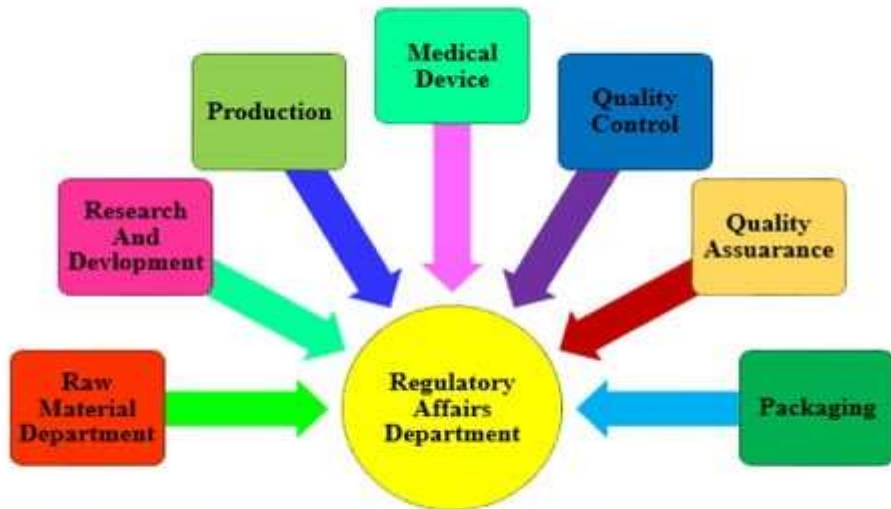 Medical
Device
Production
Quality
Control
Research
And
Devlopment
Quality
Assuarance
Raw
Material
Department
Regulatory
Affairs
Department
Packaging